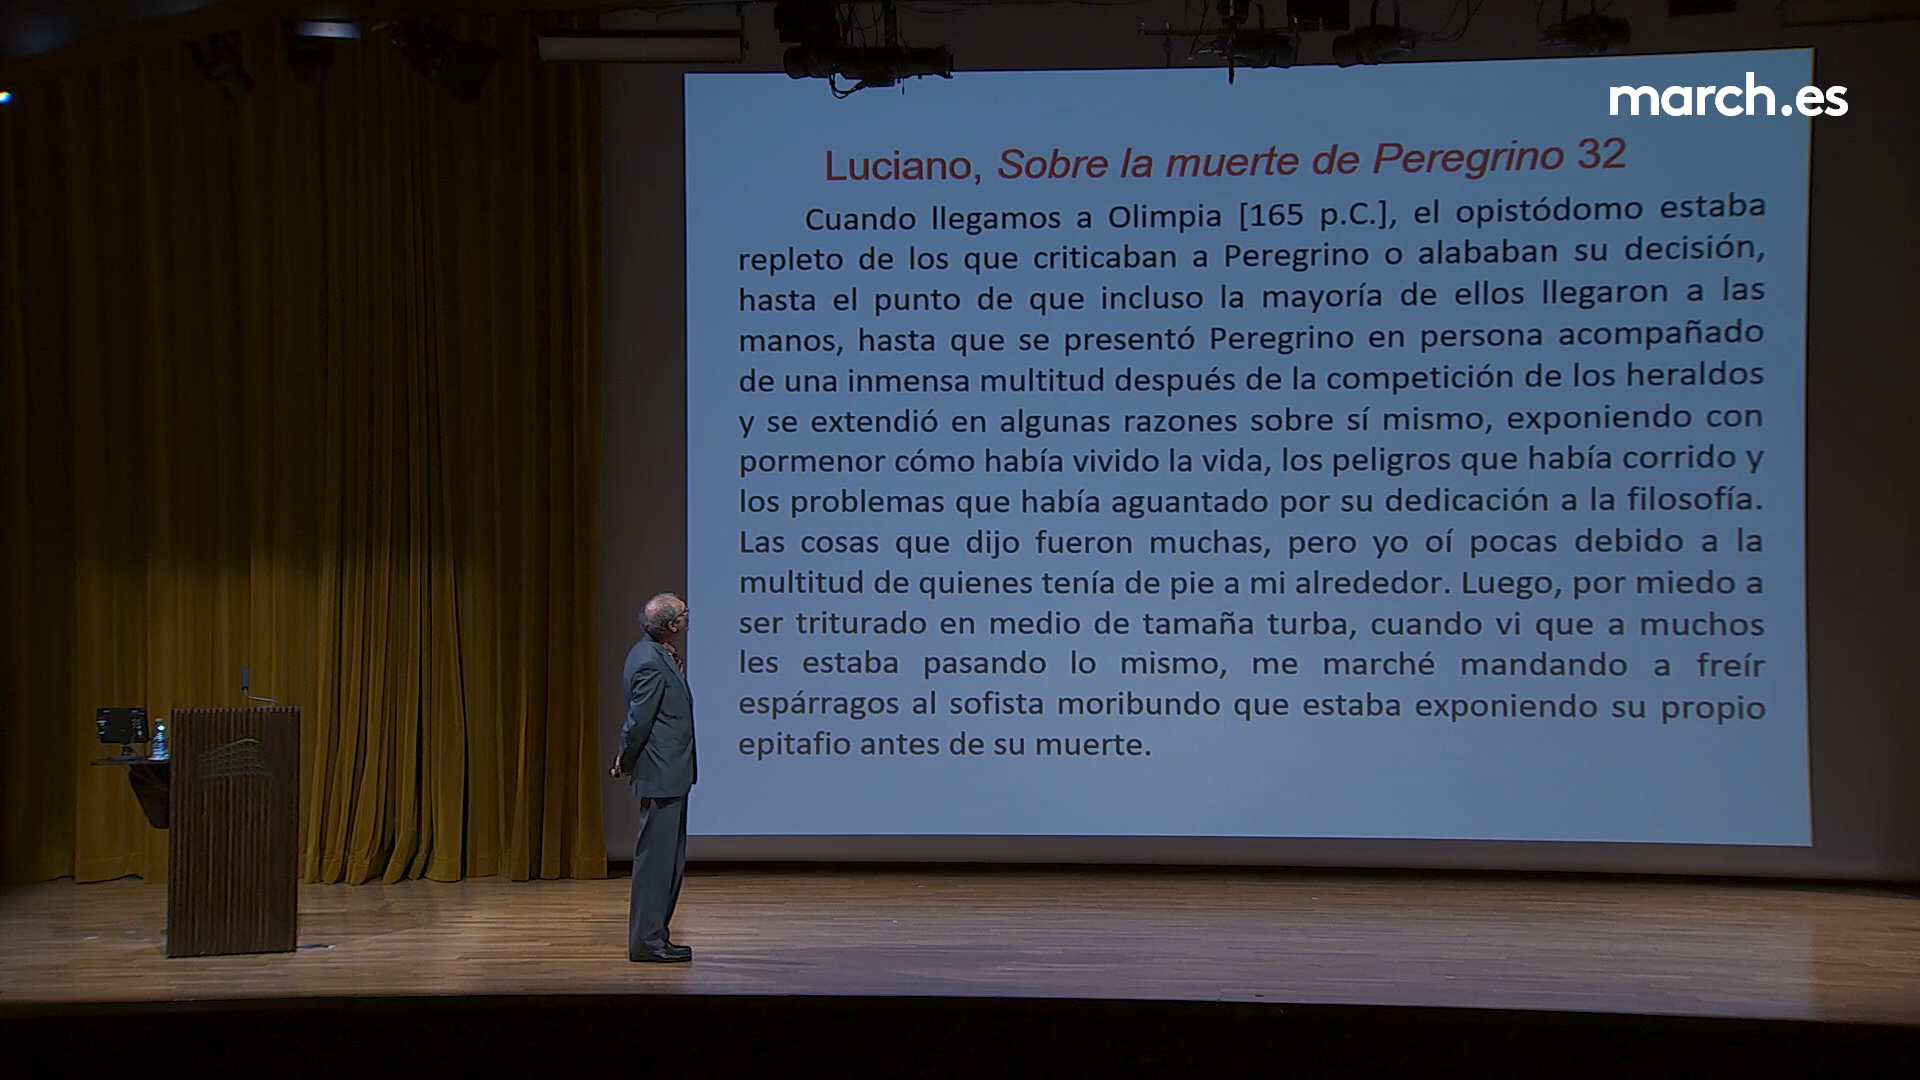 march.es
Luciano, Sobre la muerte de Peregrino 32
Cuando llegamos a Olimpia [165 p.C.], el opistódomo estaba
repleto de los que criticaban a Peregrino o alababan su decisión,
hasta el punto de que incluso la mayoría de ellos llegaron a las
manos, hasta que se presentó Peregrino en persona acompañado
de una inmensa multitud después de la competición de los heraldos
y se extendió en algunas razones sobre sí mismo, exponiendo con
pormenor cómo había vivido la vida, los peligros que había corrido y
los problemas que había aguantado por su dedicación a la filosofía.
Las cosas que dijo fueron muchas, pero yo oí pocas debido a la
multitud de quienes tenía de pie a mi alrededor. Luego, por miedo a
ser triturado en medio de tamaña turba, cuando vi que a muchos
les estaba pasando lo mismo, me marché mandando a freír
espárragos al sofista moribundo que estaba exponiendo su propio
epitafio antes de su muerte.